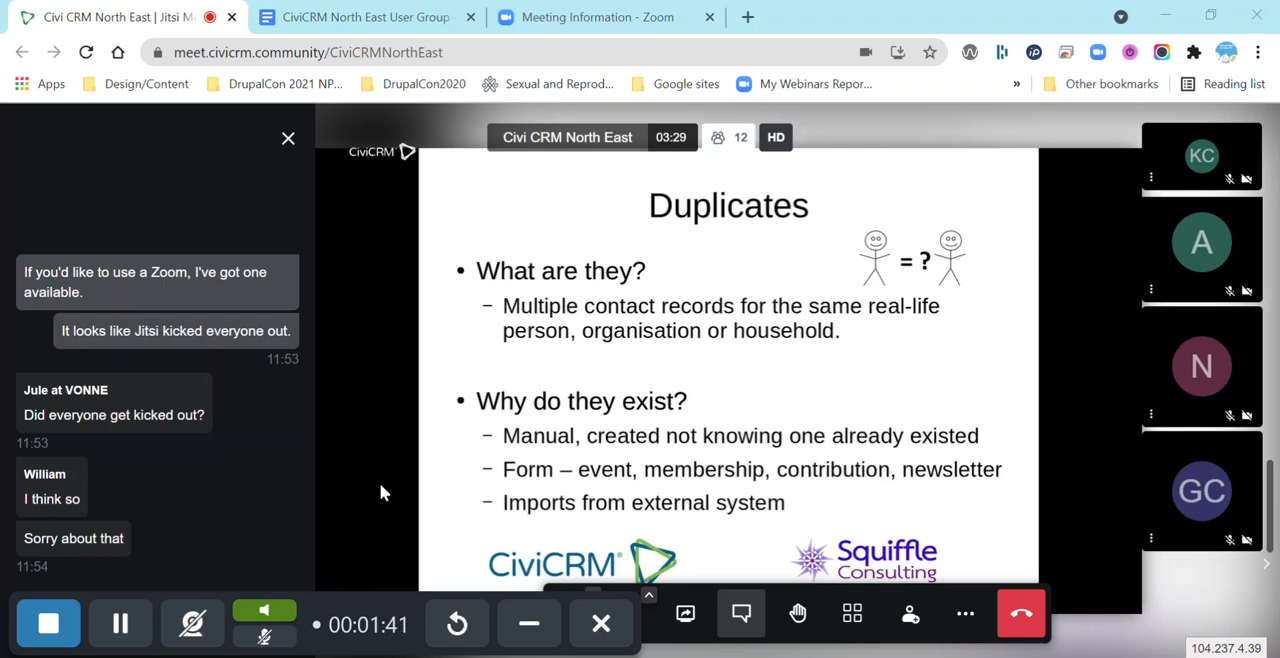 Civi CRM North East | Jitsi M
CiviCRM North East User Group
Meeting Information - Zoom
meet.civicrm.community/CiviCRMNorthEast
Apps
Design/Content
DrupalCon 2021 NP...
DrupalCon2020
Sexual and Reprod...
Google sites
My Webinars Repor...
»
Other bookmarks
Reading list
Civi CRM North East
03:29
12
HD
CiviCRM
If you'd like to use a Zoom, I've got one
available.
It looks like Jitsi kicked everyone out.
11:53
Jule at VONNE
Did everyone get kicked out?
11:53
William
I think so
Sorry about that
11:54
Duplicates
= ?
• What are they?
– Multiple contact records for the same real-life
person, organisation or household.
• Why do they exist?
– Manual, created not knowing one already existed
– Form – event, membership, contribution, newsletter
– Imports from external system
CiviCRM®
Squiffle
Consulting
KC
A
N
GC
00:01:41
104.237.4.39